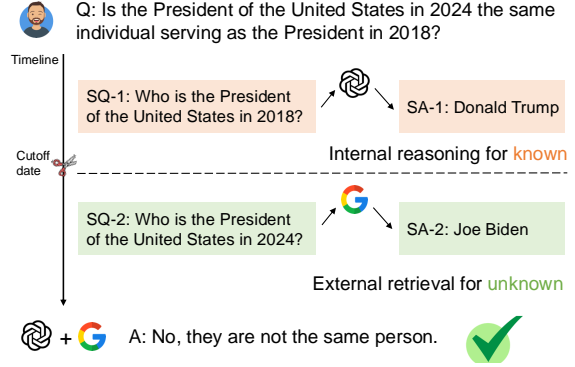 Q: Is the President of the United States in 2024 the same
individual serving as the President in 2018?
Timeline
SQ-1: Who is the President
of the United States in 2018?
SA-1: Donald Trump
Internal reasoning for known
Cutoff
date
SQ-2: Who is the President
of the United States in 2024?
SA-2: Joe Biden
External retrieval for unknown
+
A: No, they are not the same person.